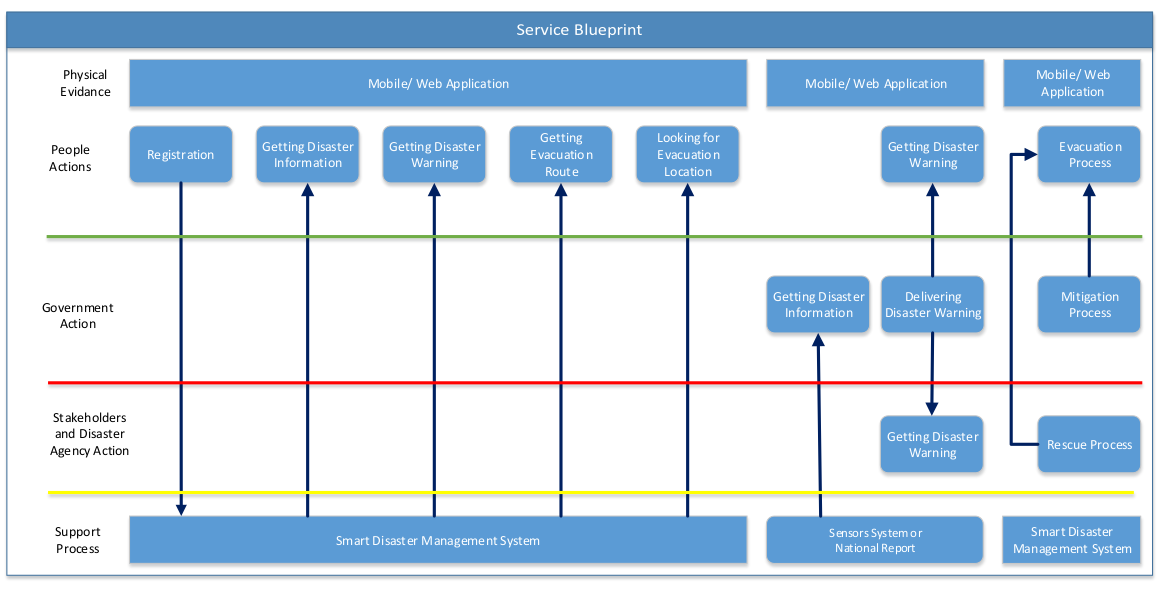 Service Blueprint
Physical
Evidance
Mobile/ Web Application
Mobile/ Web Application
Mobile/ Web
Application
People
Actions
Registration
Getting Disaster
Information
Getting Disaster
Warning
Getting
Evacuation
Route
Looking for
Evacuation
Location
Getting Disaster
Warning
Evacuation
Process
Government
Action
Getting Disaster
Information
Delivering
Disaster Warning
Mitigation
Process
Stakeholders
and Disaster
Agency Action
Getting Disaster
Warning
Rescue Process
Support
Process
Smart Disaster Management System
Sensors System or
National Report
Smart Disaster
Management System